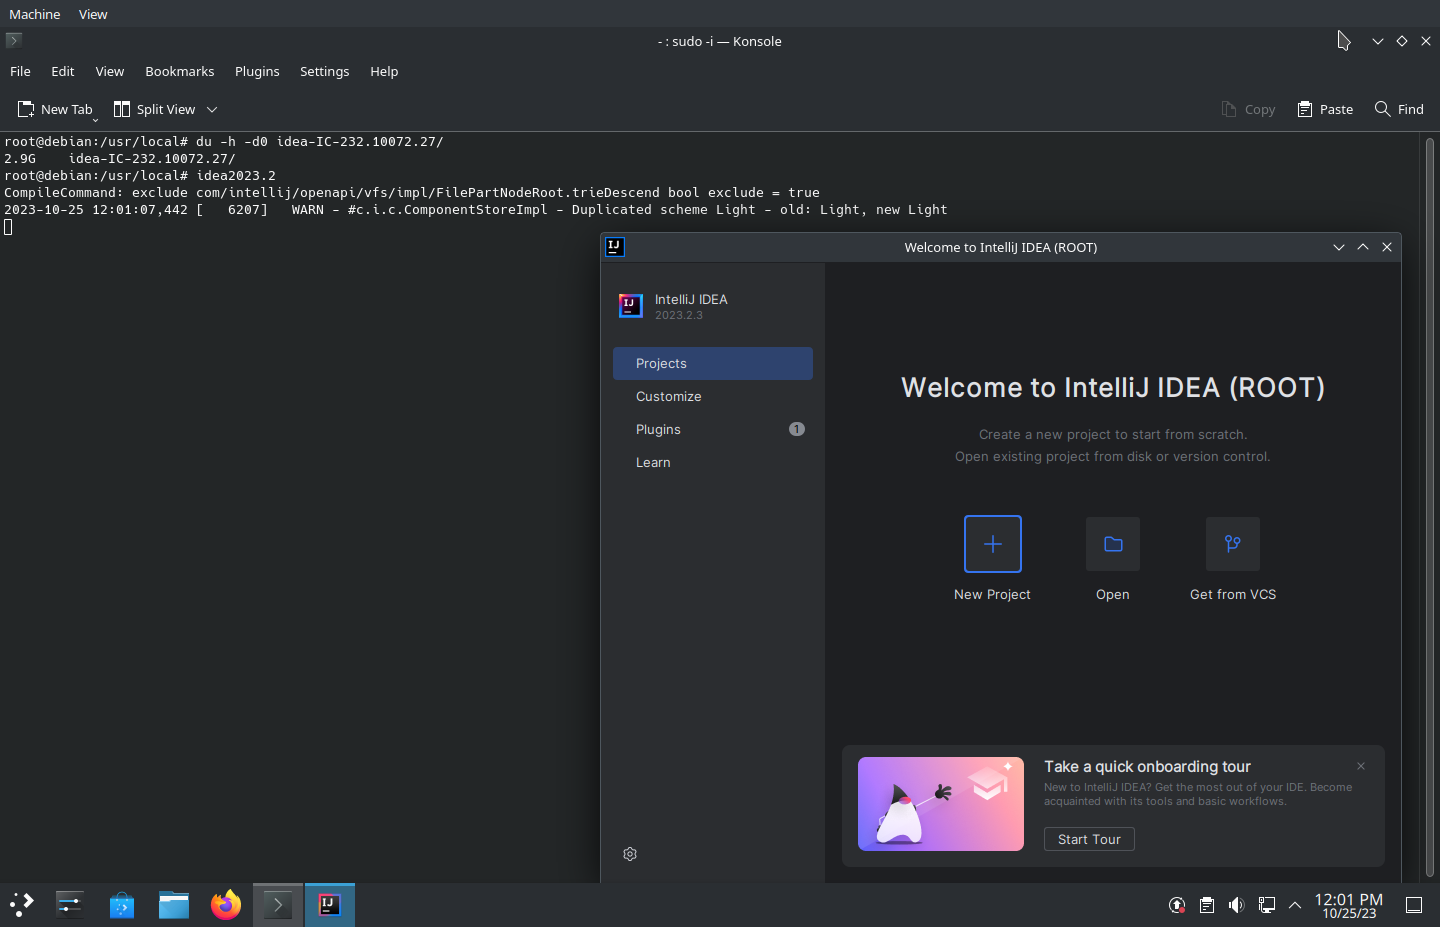 Machine View
- : sudo -i — Konsole
File Edit View Bookmarks Plugins Settings Help
New Tab Split View Copy Paste Find
root@debian:/usr/local# du -h -d0 idea-IC-232.10072.27/
2.9G    idea-IC-232.10072.27/
root@debian:/usr/local# idea2023.2
CompileCommand: exclude com/intellij/openapi/vfs/impl/FilePartNodeRoot.trieDescend bool exclude = true
2023-10-25 12:01:07,442 [   6207]   WARN - #c.i.c.ComponentStoreImpl - Duplicated scheme Light - old: Light, new Light
IJ Welcome to IntelliJ IDEA (ROOT)
IJ IntelliJ IDEA
2023.2.3
Projects
Customize
Plugins 1
Learn
Welcome to IntelliJ IDEA (ROOT)
Create a new project to start from scratch.
Open existing project from disk or version control.
New Project Open Get from VCS
Take a quick onboarding tour
New to IntelliJ IDEA? Get the most out of your IDE. Become
acquainted with its tools and basic workflows.
Start Tour
IJ
12:01 PM
10/25/23